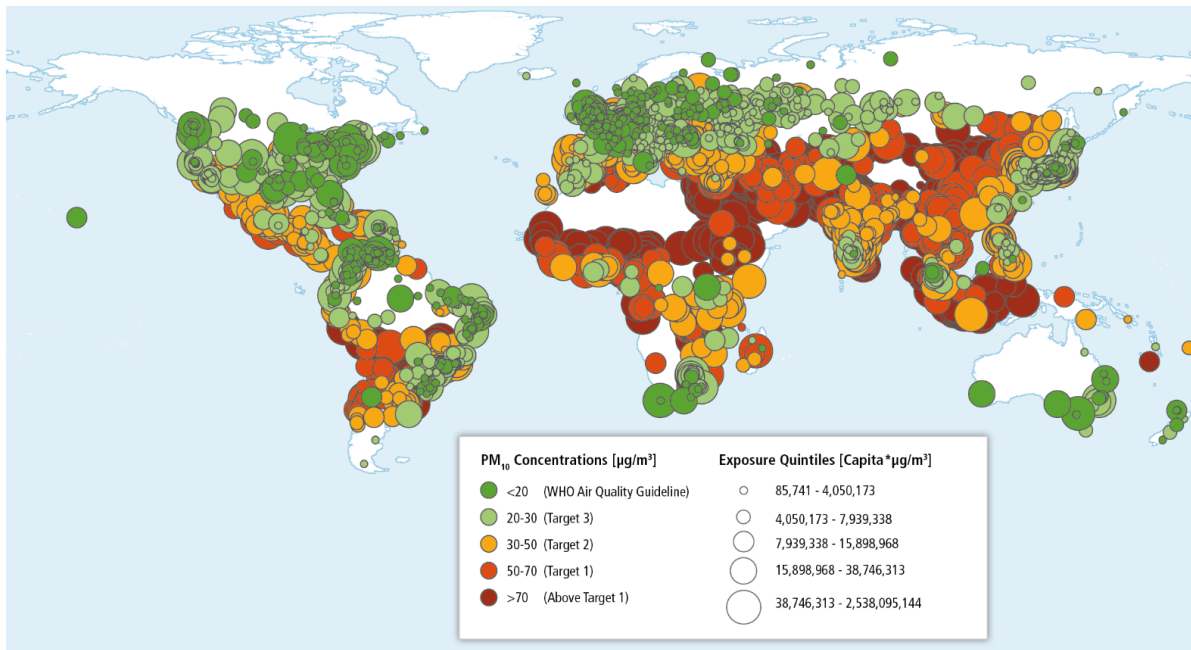 PM₁₀ Concentrations [µg/m³]
<20 (WHO Air Quality Guideline)
20-30 (Target 3)
30-50 (Target 2)
50-70 (Target 1)
>70 (Above Target 1)
Exposure Quintiles [Capita*µg/m³]
85,741 - 4,050,173
4,050,173 - 7,939,338
7,939,338 - 15,898,968
15,898,968 - 38,746,313
38,746,313 - 2,538,095,144